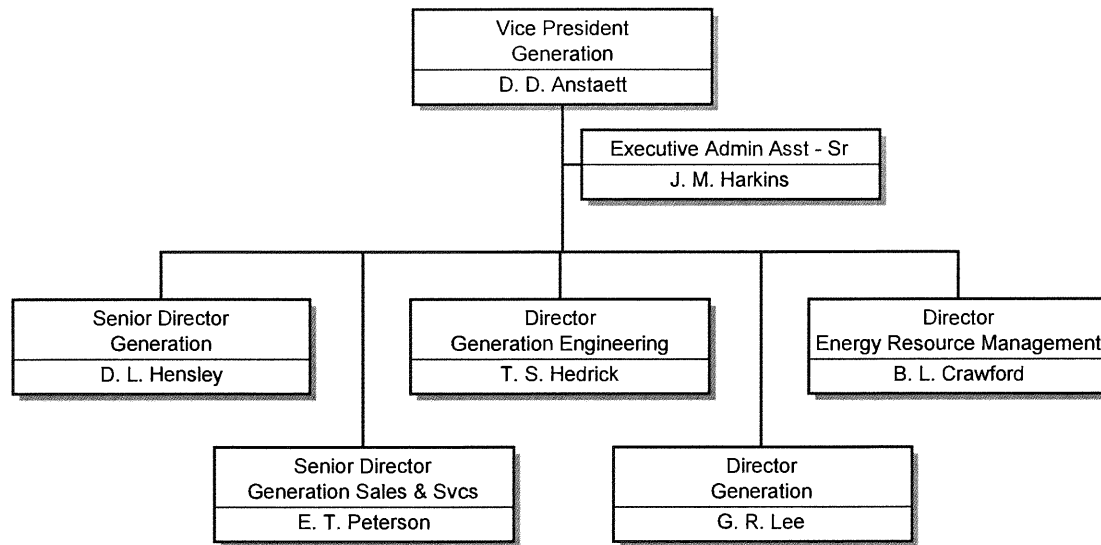 Vice President
Generation
D. D. Anstaett
Executive Admin Asst - Sr
J. M. Harkins
Senior Director
Generation
D. L. Hensley
Director
Generation Engineering
T. S. Hedrick
Director
Energy Resource Management
B. L. Crawford
Senior Director
Generation Sales & Svcs
E. T. Peterson
Director
Generation
G. R. Lee